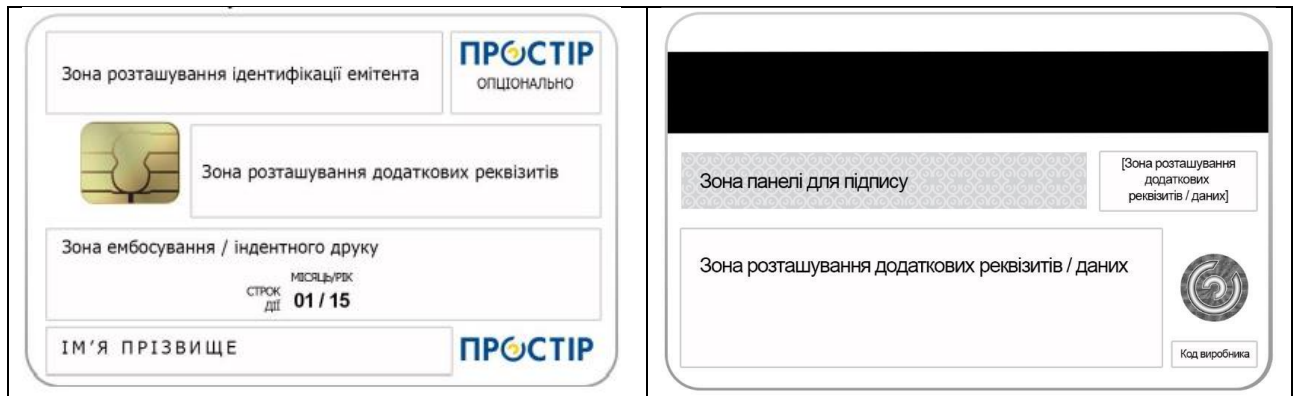 Зона розташування ідентифікації емітента
ПРОСТІР
ОПЦІОНАЛЬНО
Зона розташування додаткових реквізитів
Зона ембосування / індентного друку
МІСЯЦЬ/РІК
СТРОК
ДІЇ
01 / 15
ІМ'Я ПРІЗВИЩЕ
ПРОСТІР
Зона панелі для підпису
[Зона розташування
додаткових
реквізитів / даних]
Зона розташування додаткових реквізитів / даних
Код виробника